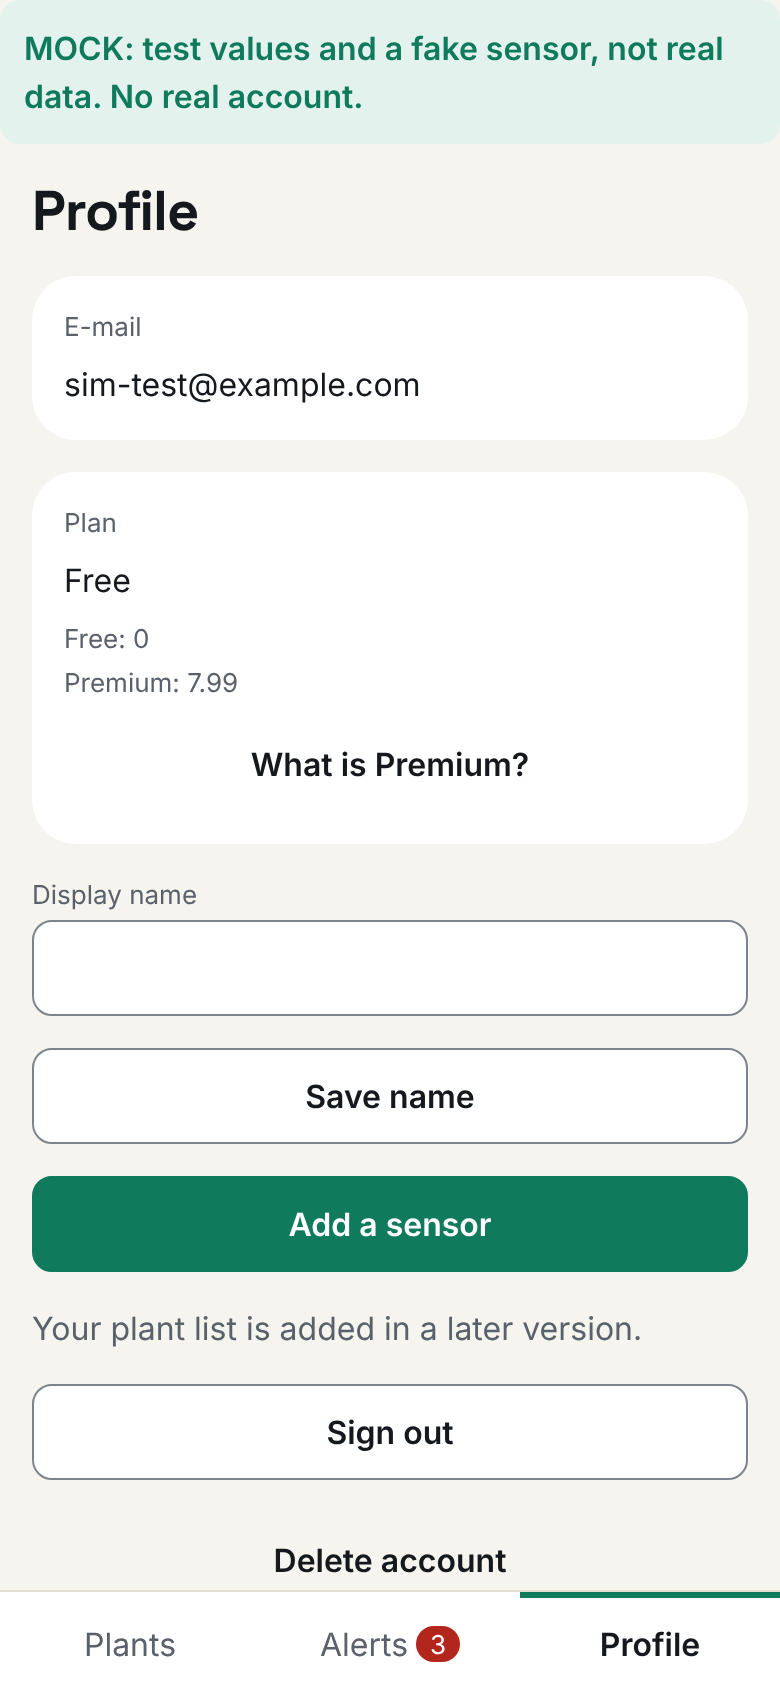 MOCK: test values and a fake sensor, not real
data. No real account.
Profile
E-mail
sim-test@example.com
Plan
Free
Free: 0
Premium: 7.99
What is Premium?
Display name
Save name
Add a sensor
Your plant list is added in a later version.
Sign out
Delete account
Plants Alerts 3 Profile